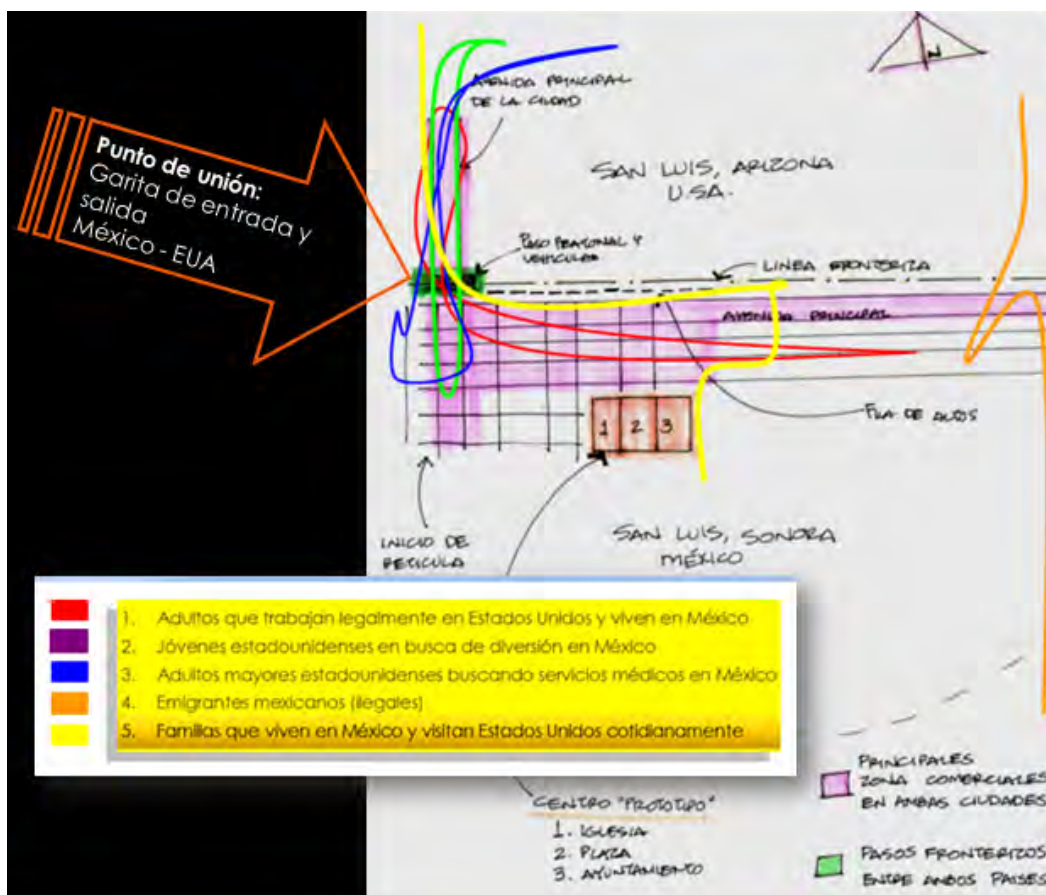 Punto de unión:
Garita de entrada y
salida
México - EUA
AVENIDA PRINCIPAL
DE LA CIUDAD
N
SAN LUIS, ARIZONA
U.S.A.
PASO PEATONAL Y
VEHICULAR
LINEA FRONTERIZA
AVENIDA PRINCIPAL
FILA DE AUTOS
1 2 3
INICIO DE
RETICULA
SAN LUIS, SONORA
MÉXICO
1. Adultos que trabajan legalmente en Estados Unidos y viven en México
2. Jóvenes estadounidenses en busca de diversión en México
3. Adultos mayores estadounidenses buscando servicios médicos en México
4. Emigrantes mexicanos (ilegales)
5. Familias que viven en México y visitan Estados Unidos cotidianamente
CENTRO "PROTOTIPO"
1. IGLESIA
2. PLAZA
3. AYUNTAMIENTO
PRINCIPALES
ZONA COMERCIALES
EN AMBAS CIUDADES
PASOS FRONTERIZOS
ENTRE AMBOS PAISES